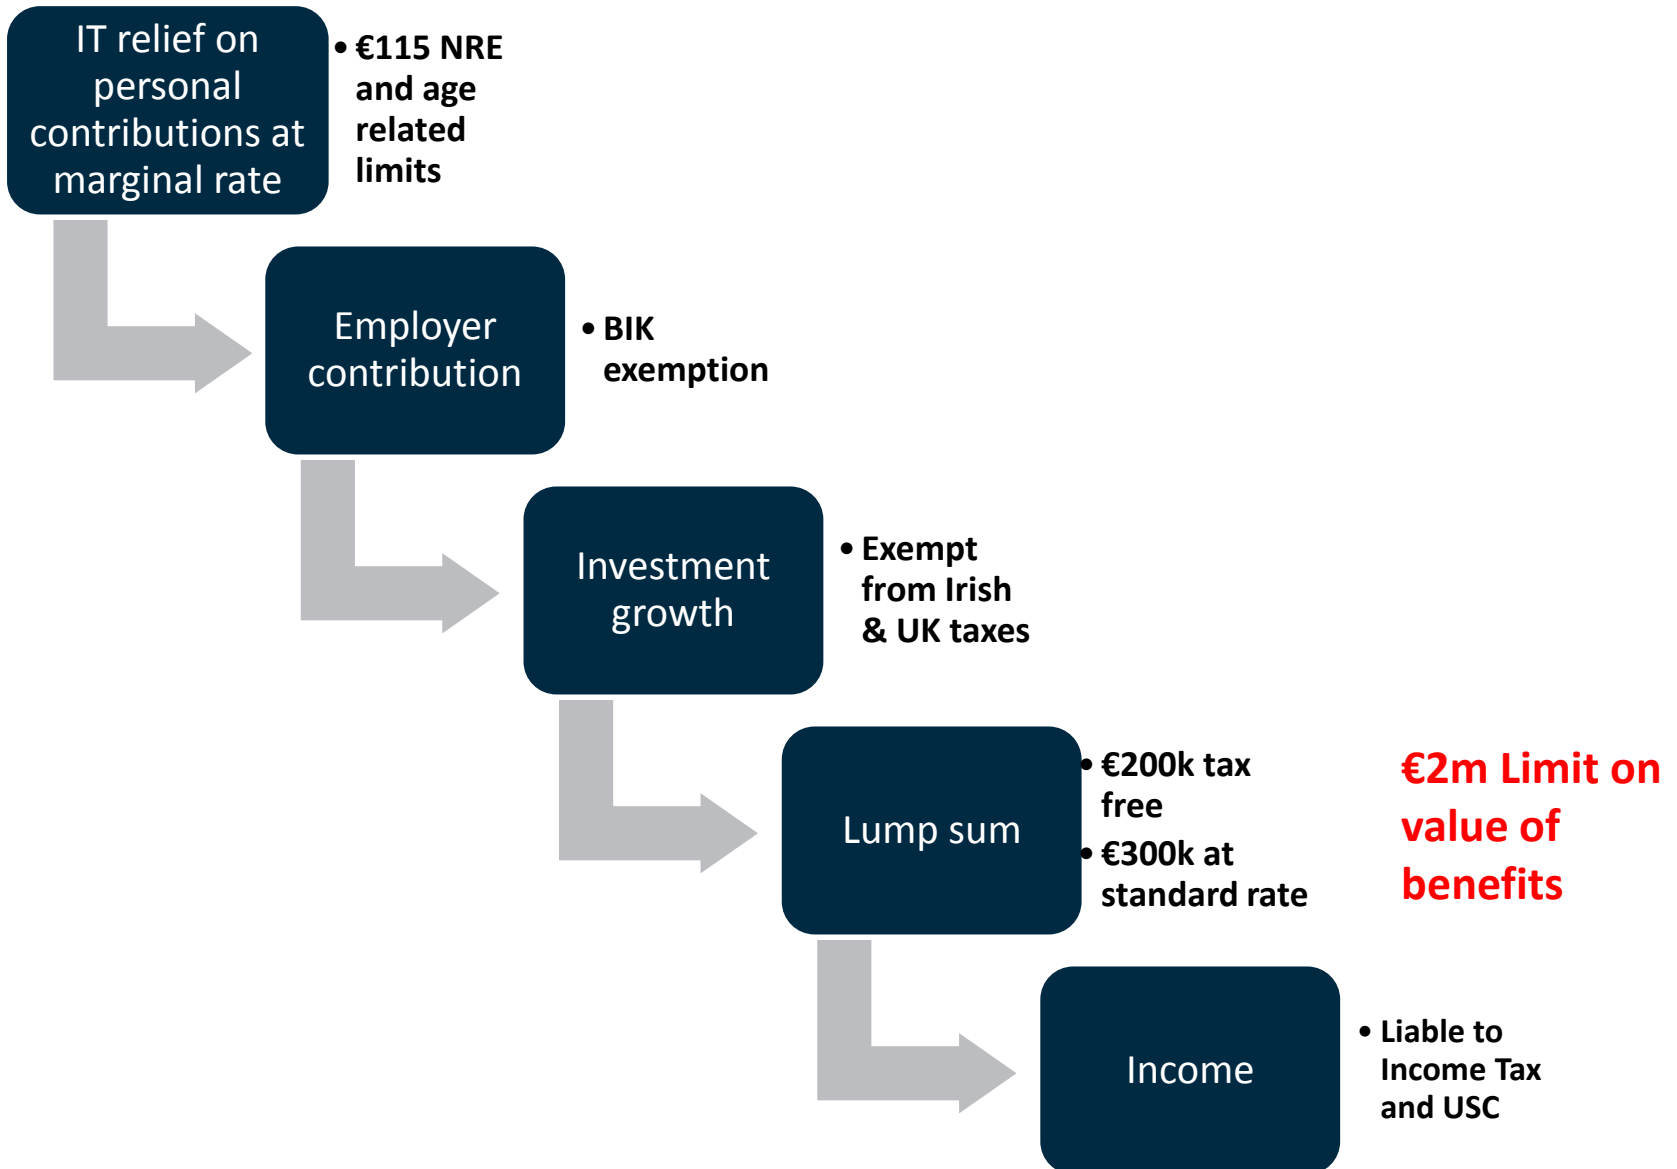 IT relief on
personal
contributions at
marginal rate
• €115 NRE
and age
related
limits
Employer
contribution
• BIK
exemption
Investment
growth
• Exempt
from Irish
& UK taxes
Lump sum
• €200k tax
free
• €300k at
standard rate
€2m Limit on
value of
benefits
Income
• Liable to
Income Tax
and USC